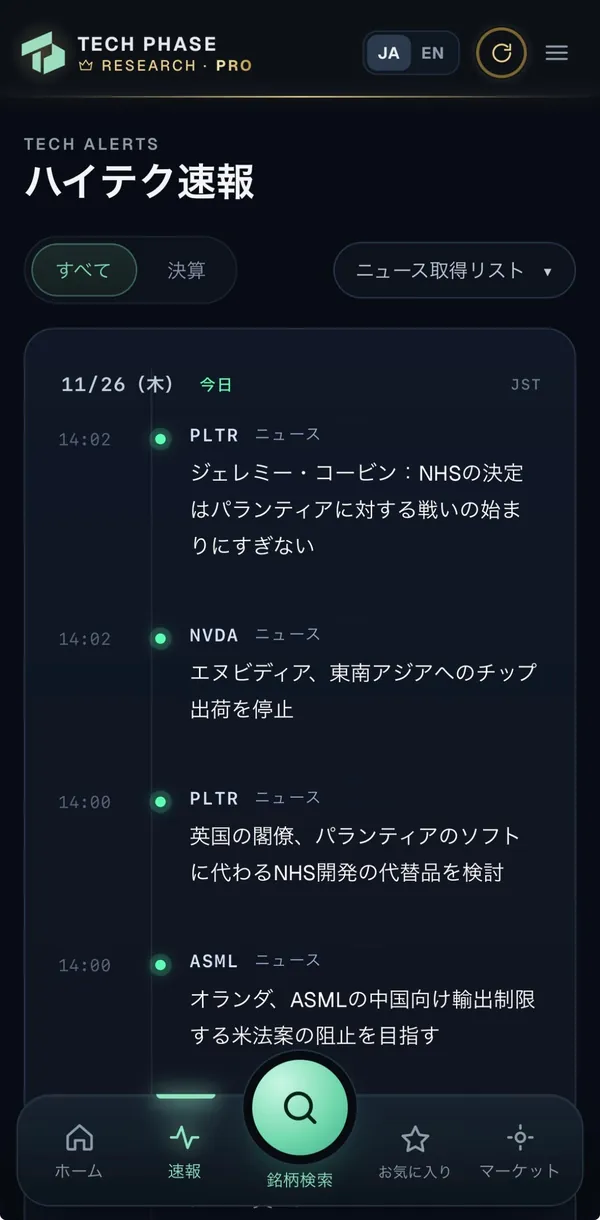 TECH PHASE
RESEARCH · PRO
JA EN
TECH ALERTS
ハイテク速報
すべて 決算 ニュース取得リスト ▼
11/26 (木) 今日 JST
14:02 PLTR ニュース
ジェレミー・コービン：NHSの決定
はパランティアに対する戦いの始ま
りにすぎない
14:02 NVDA ニュース
エヌビディア、東南アジアへのチップ
出荷を停止
14:00 PLTR ニュース
英国の閣僚、パランティアのソフト
に代わるNHS開発の代替品を検討
14:00 ASML ニュース
オランダ、ASMLの中国向け輸出制限
する米法案の阻止を目指す
ホーム 速報 銘柄検索 お気に入り マーケット